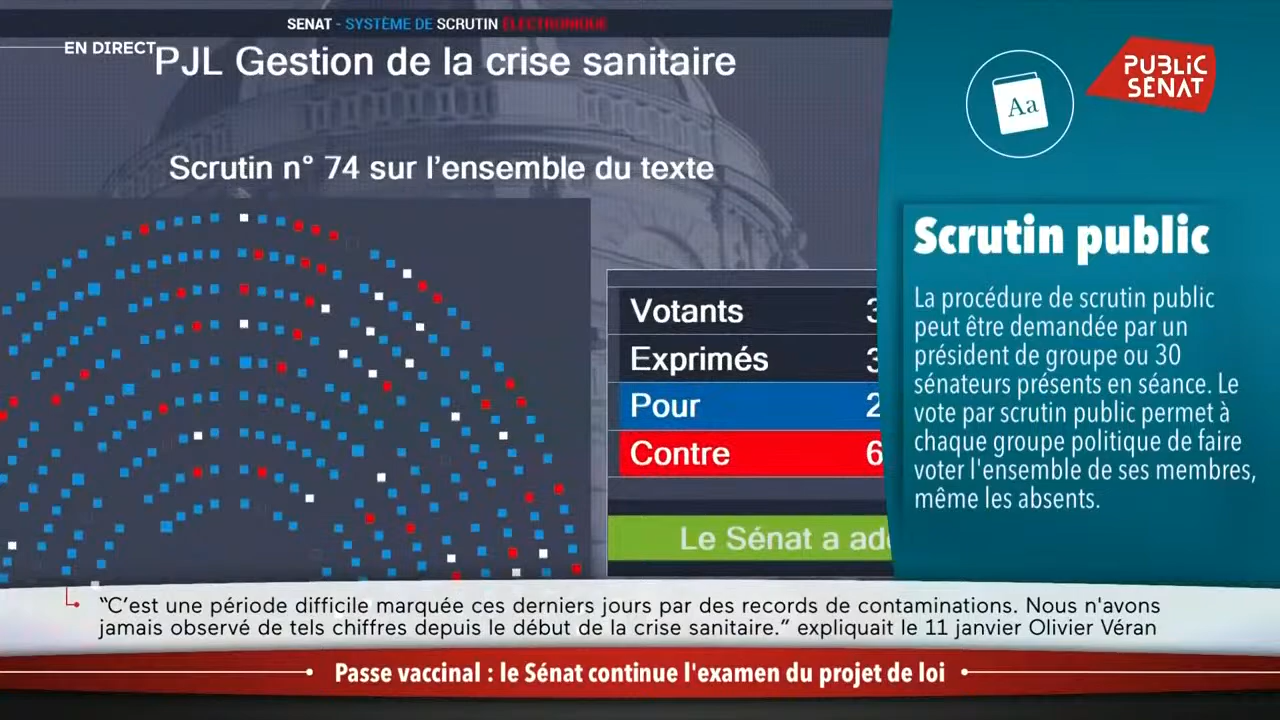 SENAT - SYSTÈME DE SCRUTIN ÉLECTRONIQUE
EN DIRECT
PJL Gestion de la crise sanitaire
Scrutin n° 74 sur l'ensemble du texte
Votants 3
Exprimés 3
Pour 2
Contre 6
Le Sénat a ado
Aa
PUBLIC
SÉNAT
Scrutin public
La procédure de scrutin public
peut être demandée par un
président de groupe ou 30
sénateurs présents en séance. Le
vote par scrutin public permet à
chaque groupe politique de faire
voter l'ensemble de ses membres,
même les absents.
“C'est une période difficile marquée ces derniers jours par des records de contaminations. Nous n'avons
jamais observé de tels chiffres depuis le début de la crise sanitaire.” expliquait le 11 janvier Olivier Véran
Passe vaccinal : le Sénat continue l'examen du projet de loi